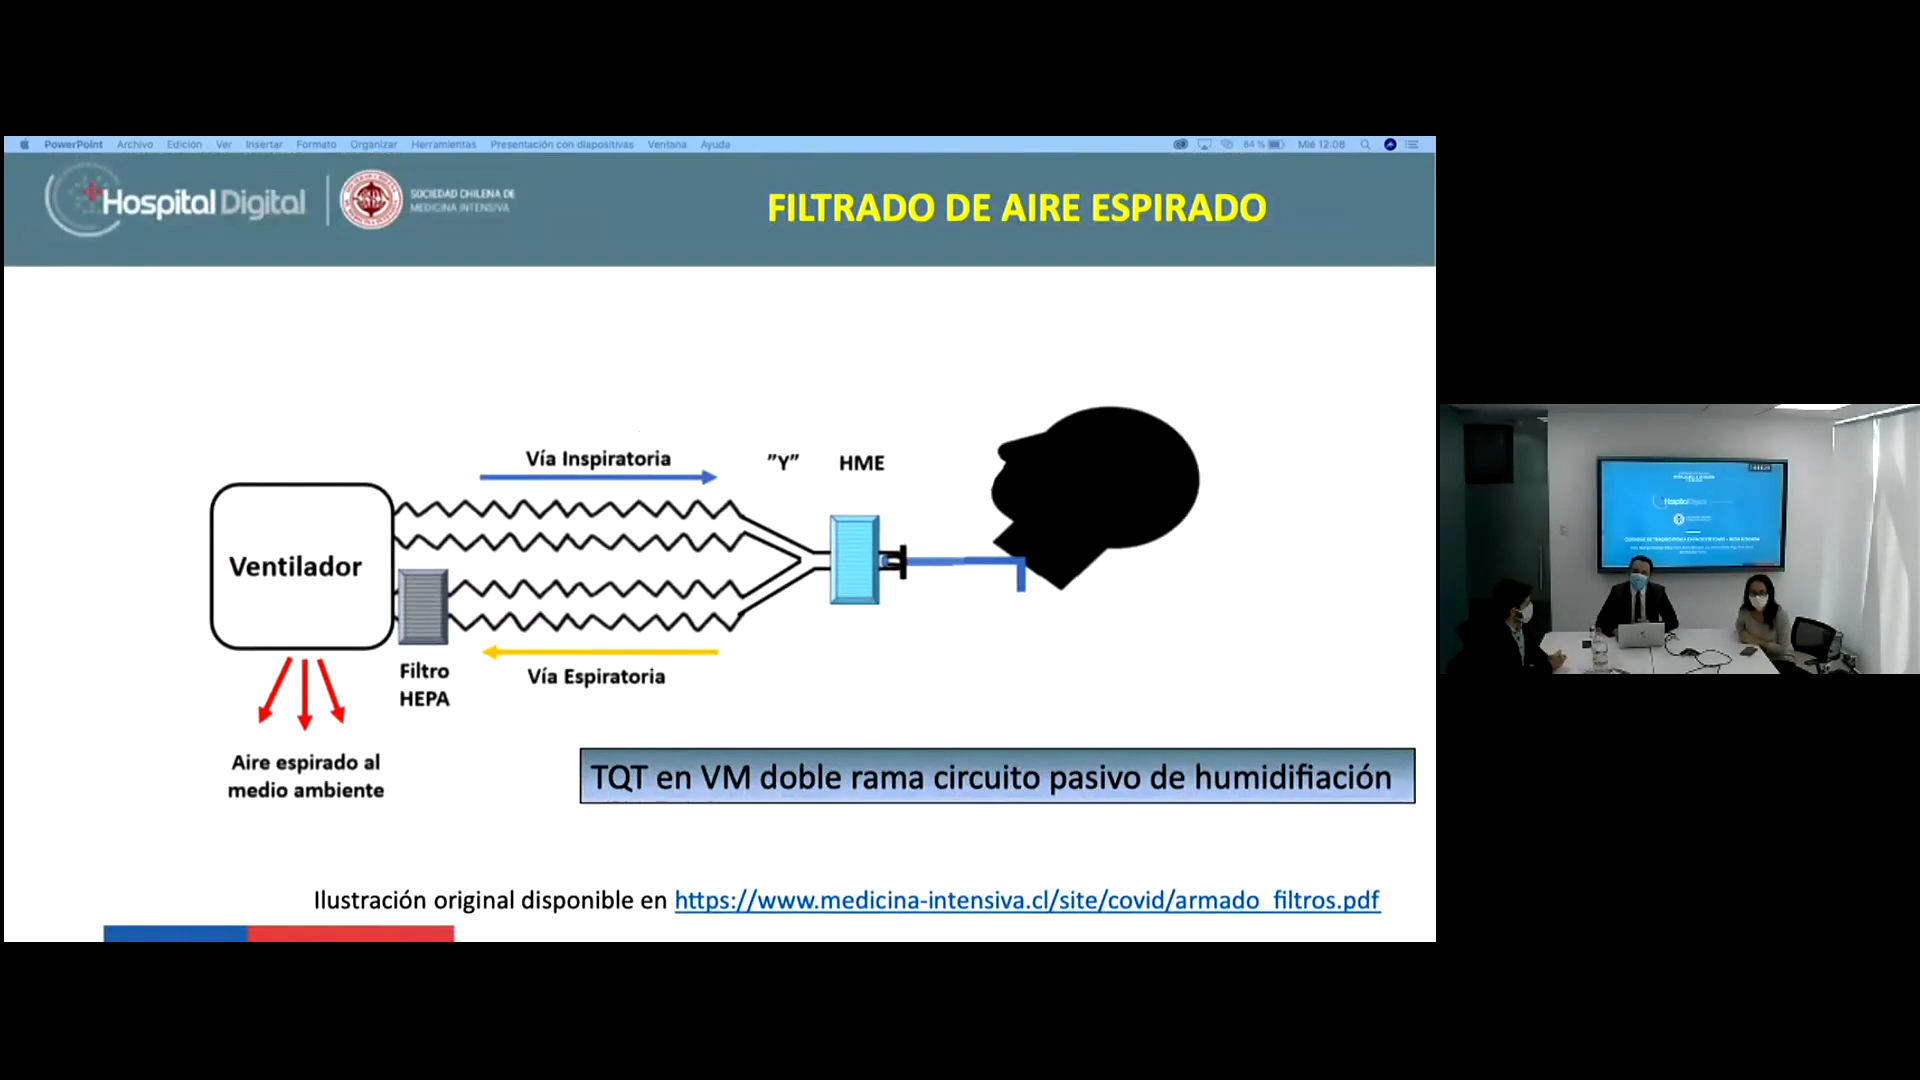 PowerPoint Archivo Edición Ver Insertar Formato Organizar Herramientas Presentación con diapositivas Ventana Ayuda 84 % Mié 12:08
Hospital Digital
SOCIEDAD CHILENA DE
MEDICINA INTENSIVA
FILTRADO DE AIRE ESPIRADO
Vía Inspiratoria
”Y”
HME
Ventilador
Filtro
HEPA
Vía Espiratoria
Aire espirado al
medio ambiente
TQT en VM doble rama circuito pasivo de humidifiación
Ilustración original disponible en https://www.medicina-intensiva.cl/site/covid/armado_filtros.pdf
HospitalDigital